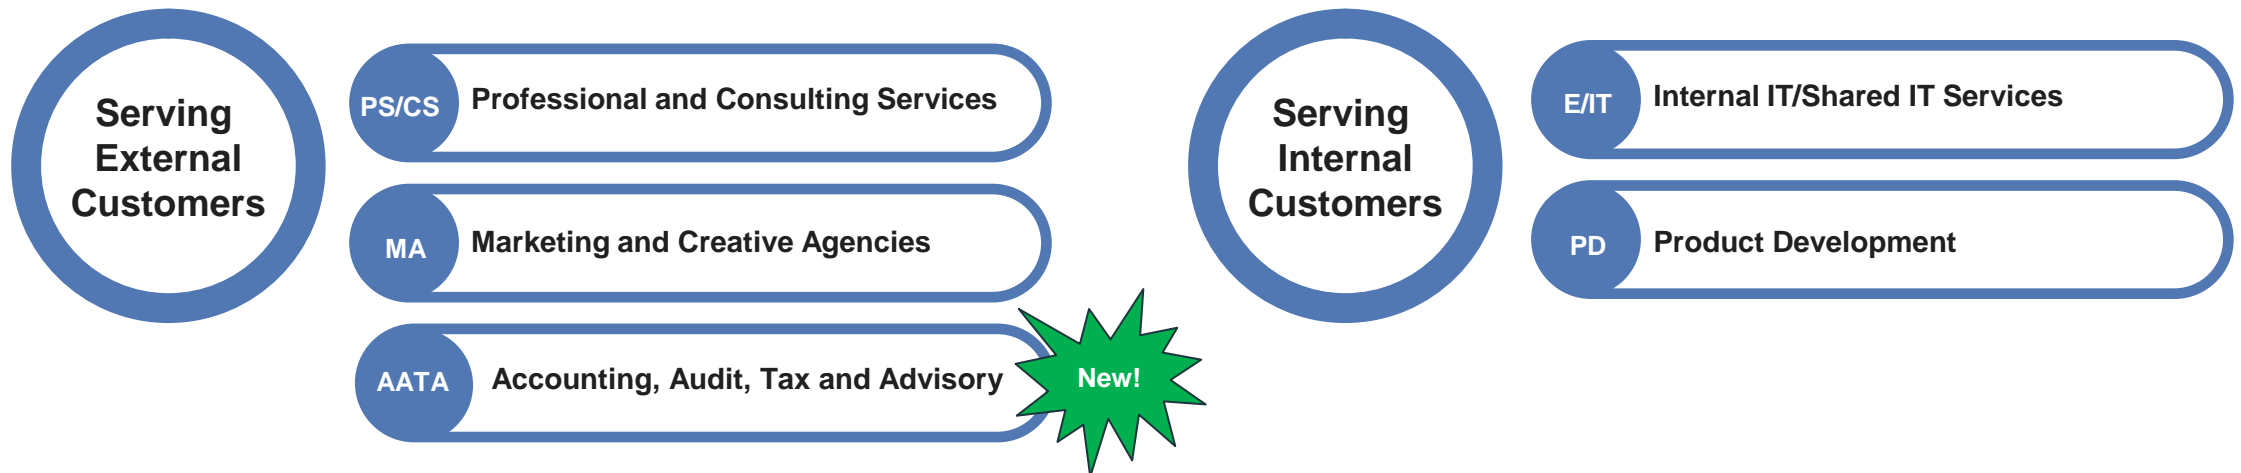 Serving
External
Customers
PS/CS
Professional and Consulting Services
MA
Marketing and Creative Agencies
AATA
Accounting, Audit, Tax and Advisory
New!
Serving
Internal
Customers
E/IT
Internal IT/Shared IT Services
PD
Product Development